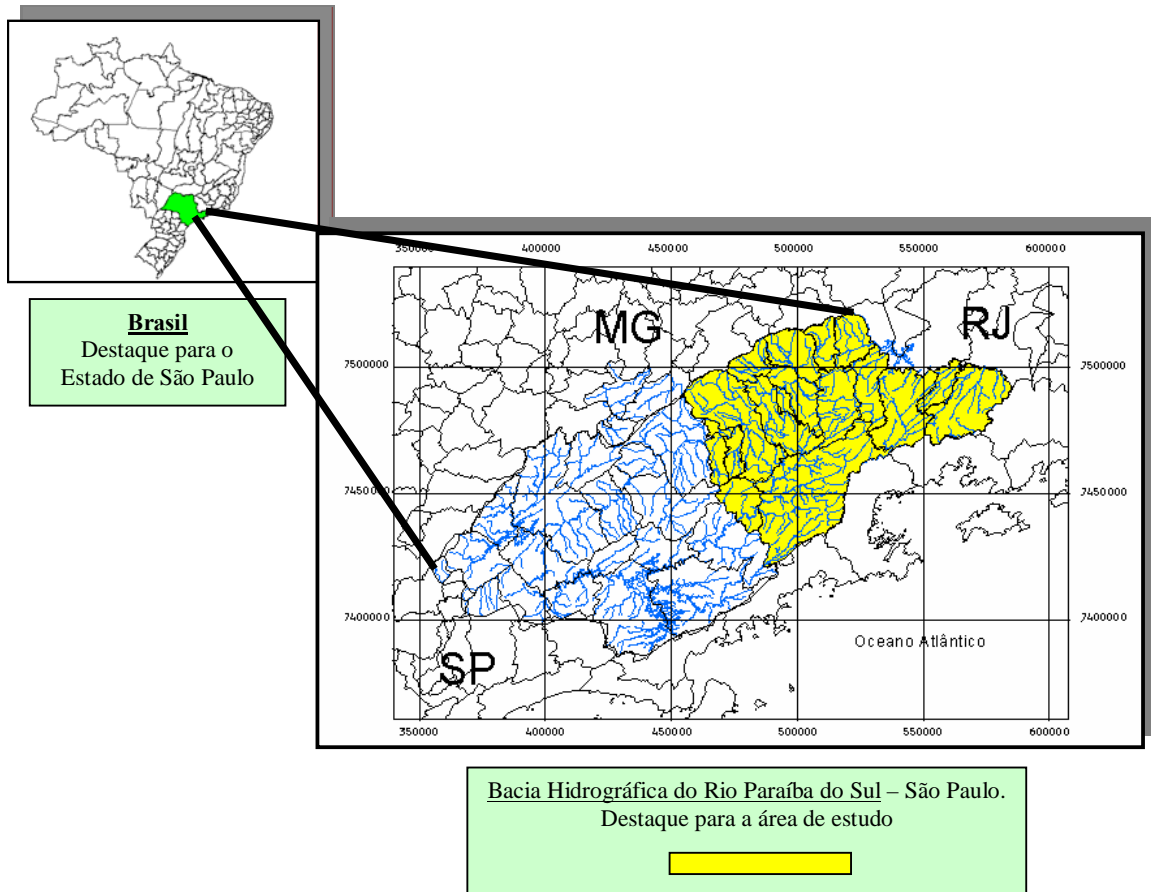 Brasil
Destaque para o
Estado de São Paulo
350000 400000 450000 500000 550000 600000
MG
RJ
7500000 7500000
7450000 7450000
7400000
7400000
Oceano Atlântico
SP
350000 400000 450000 500000 550000 600000
Bacia Hidrográfica do Rio Paraíba do Sul – São Paulo.
Destaque para a área de estudo